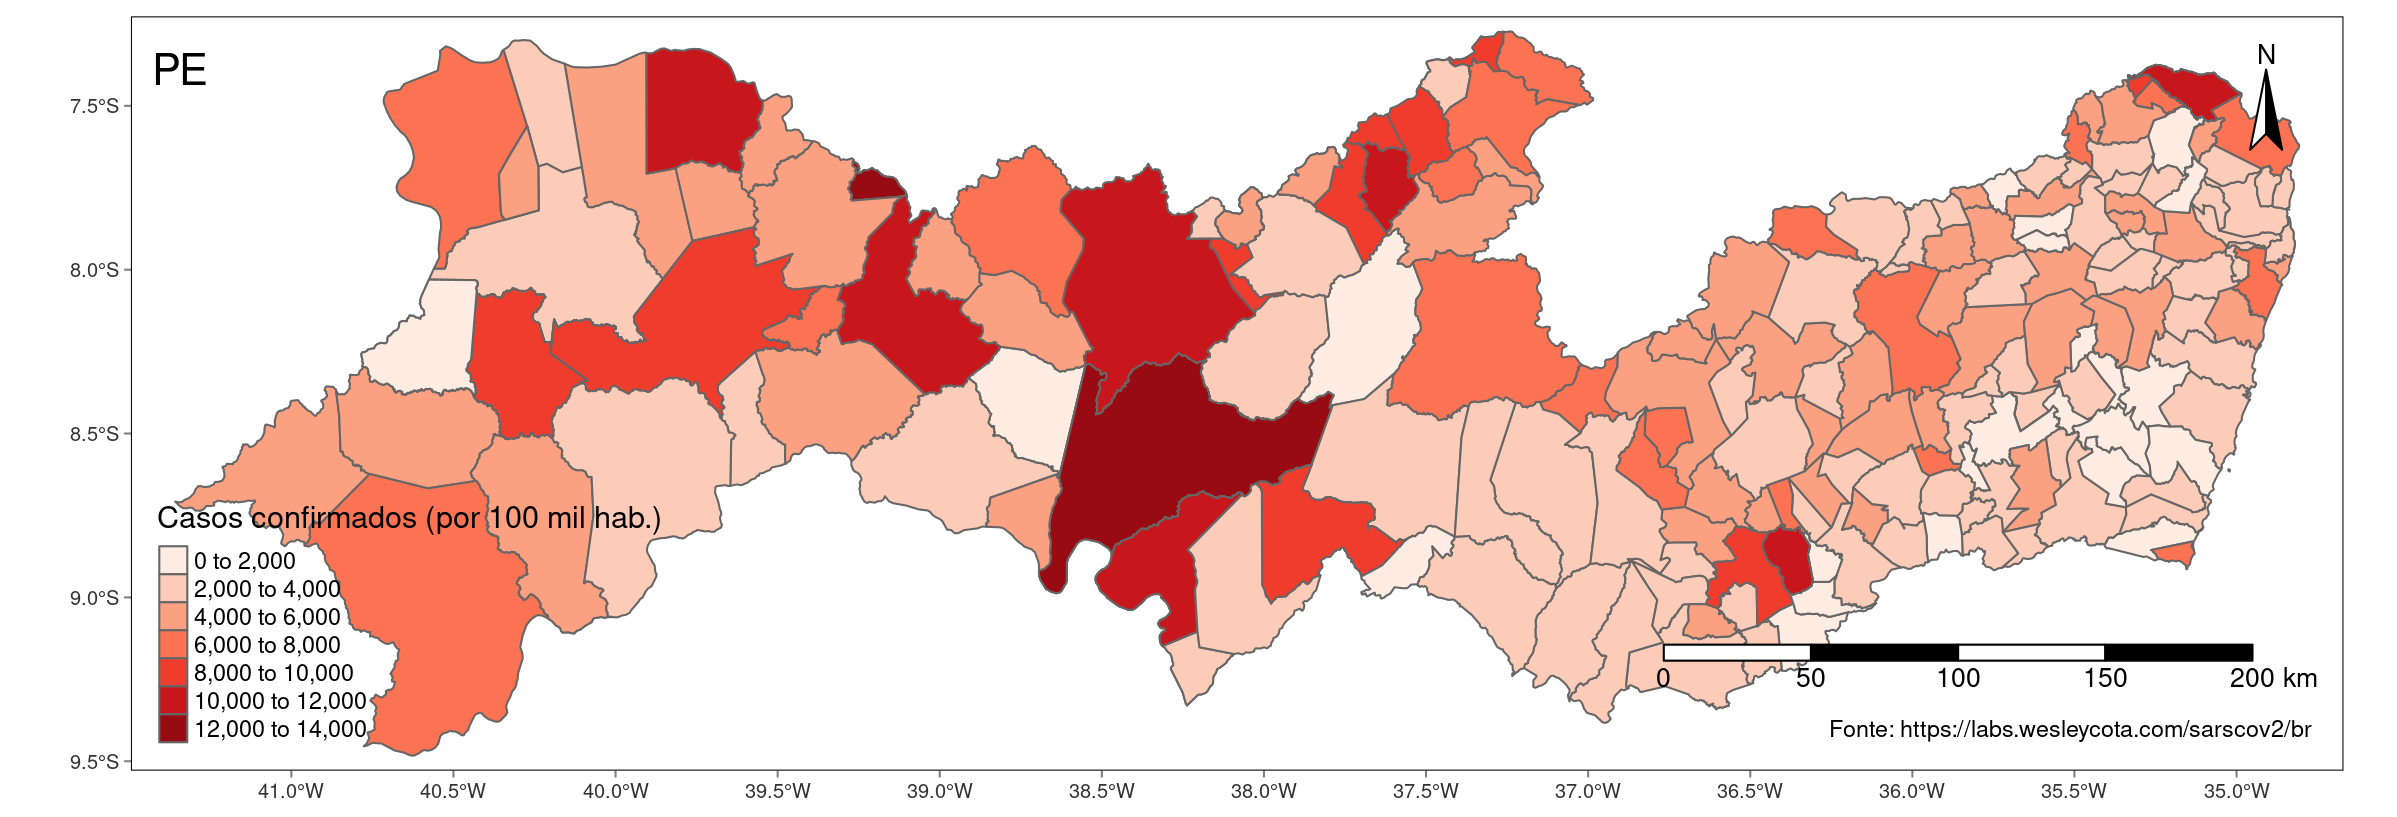 PE
N
7.5°S
8.0°S
8.5°S
9.0°S
9.5°S
Casos confirmados (por 100 mil hab.)
0 to 2,000
2,000 to 4,000
4,000 to 6,000
6,000 to 8,000
8,000 to 10,000
10,000 to 12,000
12,000 to 14,000
0 50 100 150 200 km
Fonte: https://labs.wesleycota.com/sarscov2/br
41.0°W 40.5°W 40.0°W 39.5°W 39.0°W 38.5°W 38.0°W 37.5°W 37.0°W 36.5°W 36.0°W 35.5°W 35.0°W